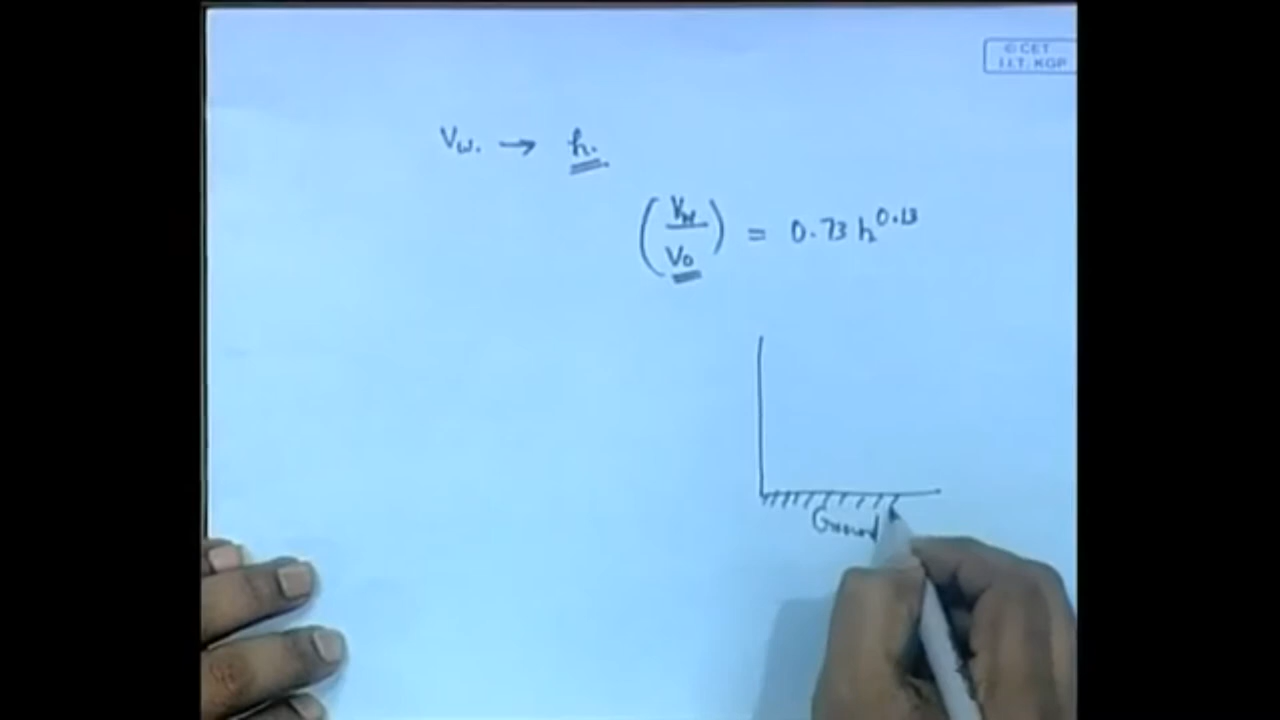 © CET
I.I.T. KGP
Vw. → h.
(Vw/V0) = 0.73 h^0.13
Ground